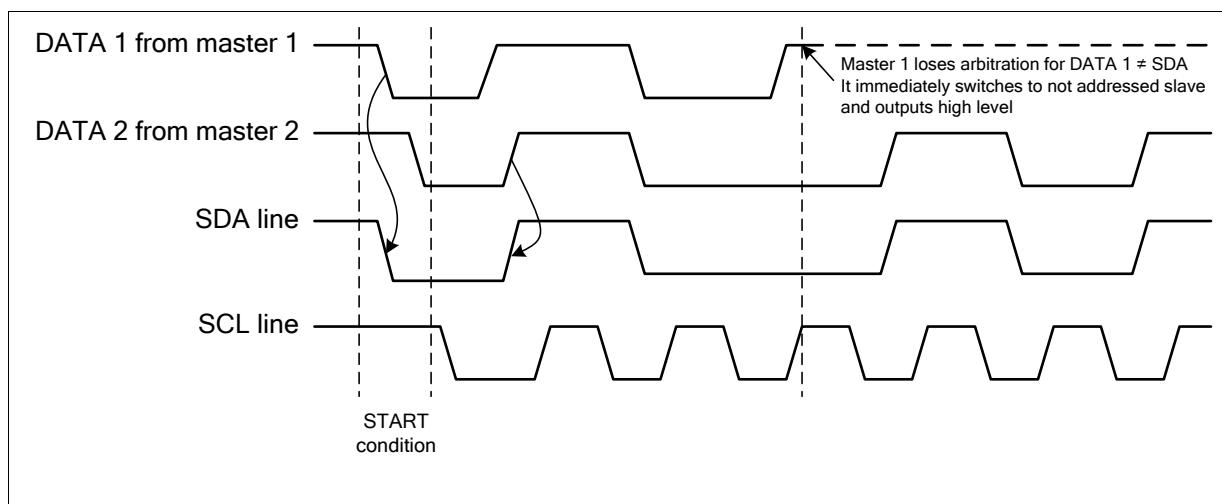 DATA 1 from master 1
Master 1 loses arbitration for DATA 1 ≠ SDA
It immediately switches to not addressed slave
and outputs high level
DATA 2 from master 2
SDA line
SCL line
START
condition